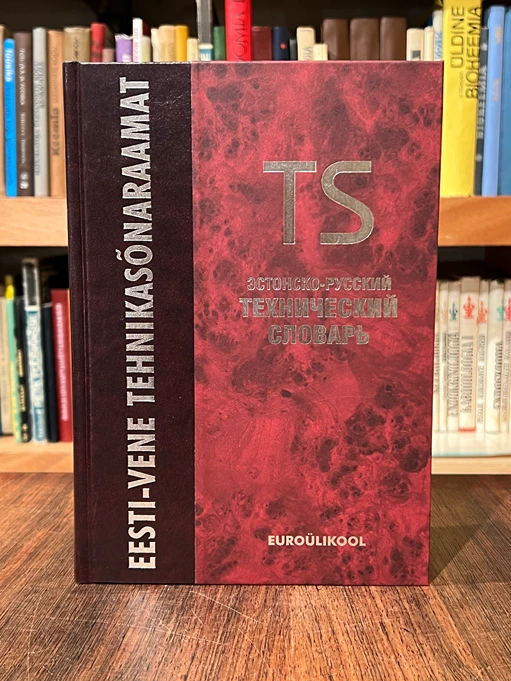 EESTI-VENE TEHNIKASÕNARAAMAT
TS
ЭСТОНСКО-РУССКИЙ
ТЕХНИЧЕСКИЙ
СЛОВАРЬ
EUROÜLIKOOL
ÜLDINE
BIOKEEMIA